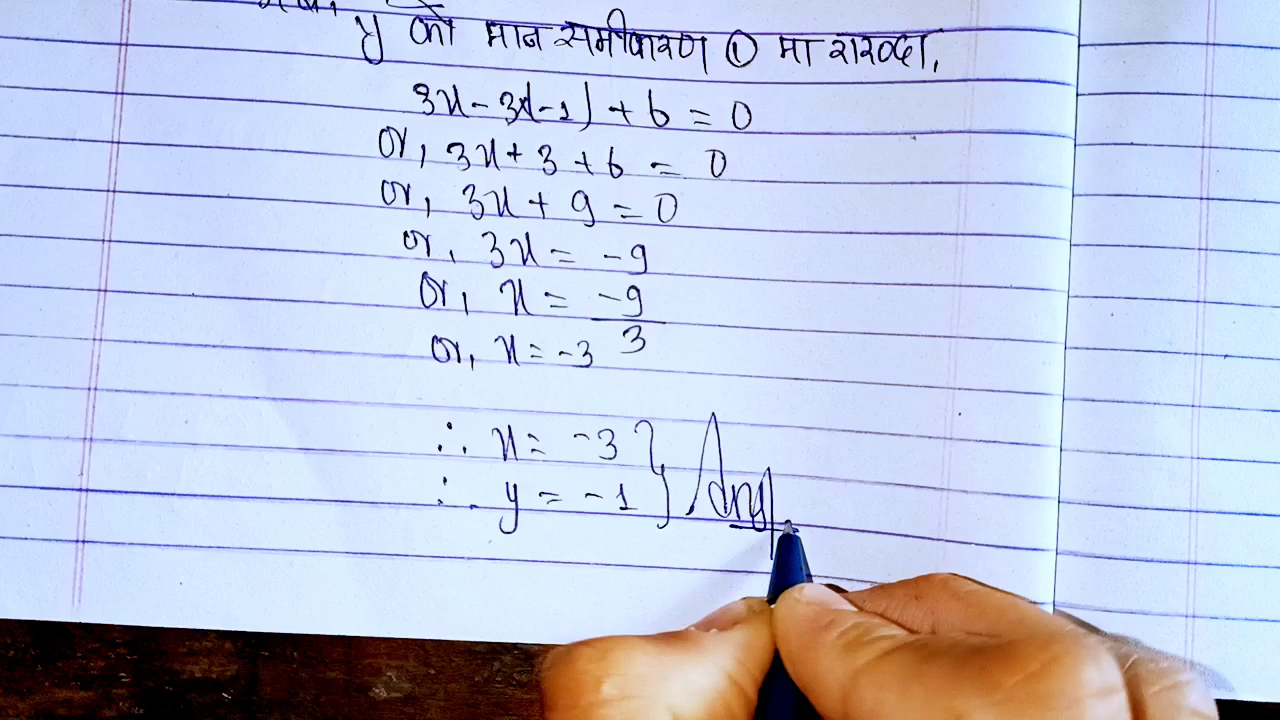 y को मान समीकरण ① मा राख्दा,
3x - 3(-1) + 6 = 0
or, 3x + 3 + 6 = 0
or, 3x + 9 = 0
or, 3x = -9
or, x = -9/3
or, x = -3
∴ x = -3
∴ y = -1 } Ans